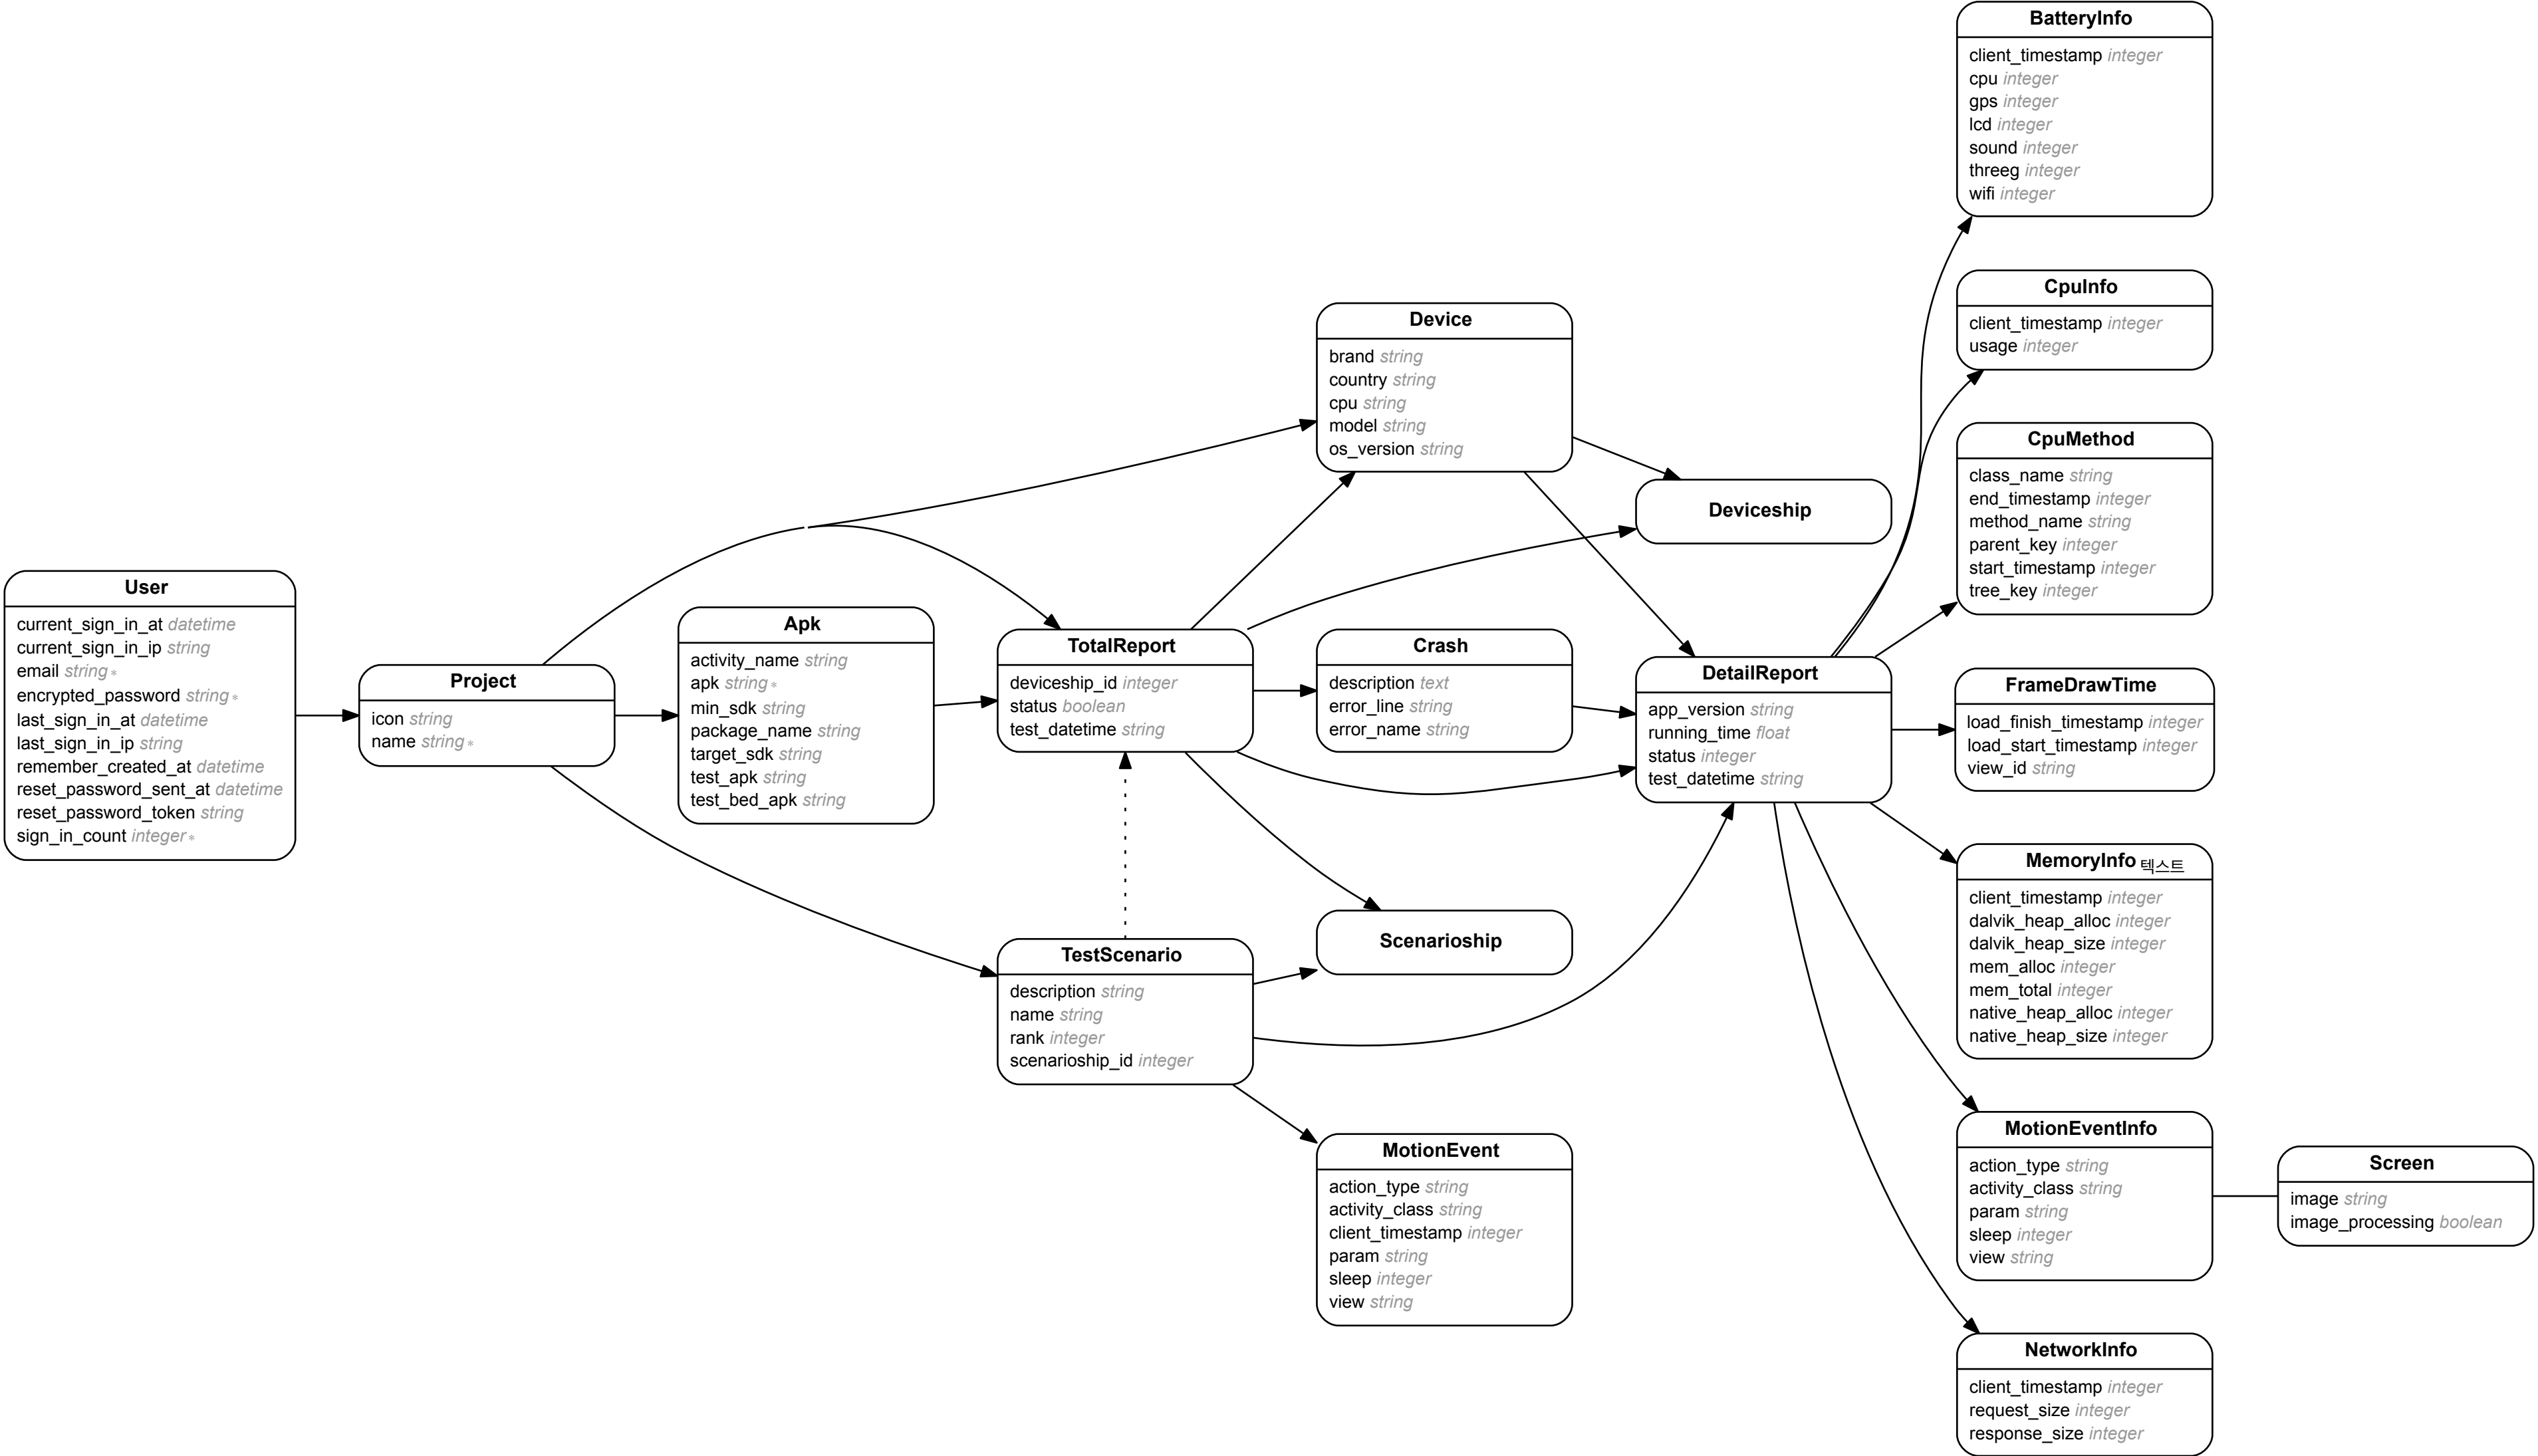 BatteryInfo
client_timestamp integer
cpu integer
gps integer
lcd integer
sound integer
threeg integer
wifi integer
CpuInfo
client_timestamp integer
usage integer
Device
brand string
country string
cpu string
model string
os_version string
CpuMethod
class_name string
end_timestamp integer
method_name string
parent_key integer
start_timestamp integer
tree_key integer
Deviceship
User
current_sign_in_at datetime
current_sign_in_ip string
email string *
encrypted_password string *
last_sign_in_at datetime
last_sign_in_ip string
remember_created_at datetime
reset_password_sent_at datetime
reset_password_token string
sign_in_count integer *
Project
icon string
name string *
Apk
activity_name string
apk string *
min_sdk string
package_name string
target_sdk string
test_apk string
test_bed_apk string
TotalReport
deviceship_id integer
status boolean
test_datetime string
Crash
description text
error_line string
error_name string
DetailReport
app_version string
running_time float
status integer
test_datetime string
FrameDrawTime
load_finish_timestamp integer
load_start_timestamp integer
view_id string
MemoryInfo 텍스트
client_timestamp integer
dalvik_heap_alloc integer
dalvik_heap_size integer
mem_alloc integer
mem_total integer
native_heap_alloc integer
native_heap_size integer
Scenarioship
TestScenario
description string
name string
rank integer
scenarioship_id integer
MotionEvent
action_type string
activity_class string
client_timestamp integer
param string
sleep integer
view string
MotionEventInfo
action_type string
activity_class string
param string
sleep integer
view string
Screen
image string
image_processing boolean
NetworkInfo
client_timestamp integer
request_size integer
response_size integer